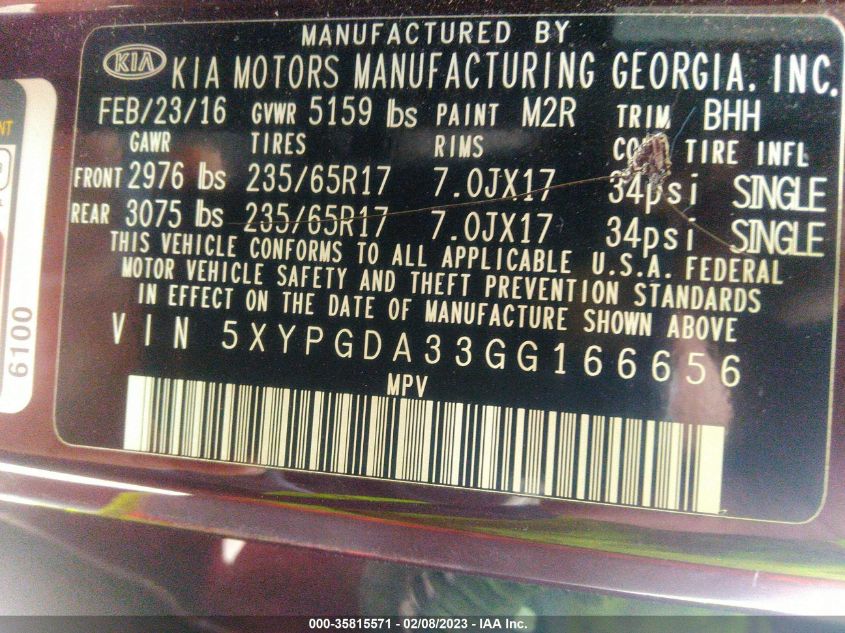 MANUFACTURED BY
KIA KIA MOTORS MANUFACTURING GEORGIA, INC.
FEB/23/16 GVWR 5159 lbs PAINT M2R TRIM BHH
GAWR TIRES RIMS COLD TIRE INFL
FRONT 2976 lbs 235/65R17 7.0JX17 34psi SINGLE
REAR 3075 lbs 235/65R17 7.0JX17 34psi SINGLE
THIS VEHICLE CONFORMS TO ALL APPLICABLE U.S.A. FEDERAL
MOTOR VEHICLE SAFETY AND THEFT PREVENTION STANDARDS
IN EFFECT ON THE DATE OF MANUFACTURE SHOWN ABOVE
VIN 5XYPGDA33GG166656
MPV
6100
000-35815571 - 02/08/2023 - IAA Inc.